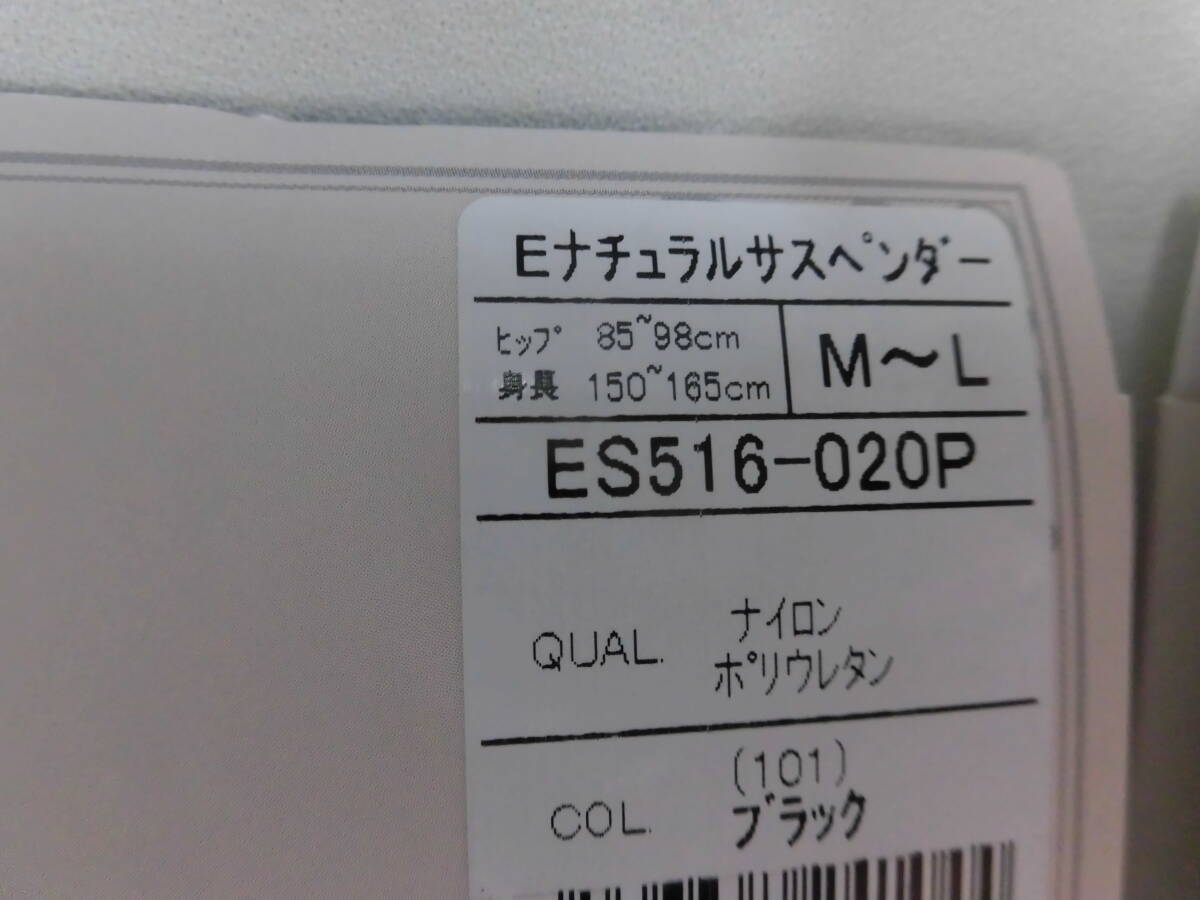 Eナチュラルサスペンダー
ヒップ 85~98cm
身長 150~165cm
M～L
ES516-020P
QUAL. ナイロン
ポリウレタン
(101)
COL. ブラック